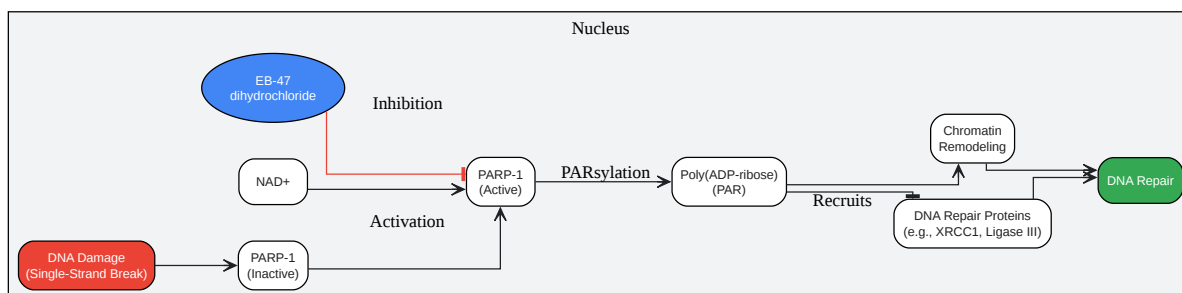 Nucleus
EB-47
dihydrochloride
Inhibition
NAD+
PARP-1
(Active)
PARsylation
Poly(ADP-ribose)
(PAR)
Chromatin
Remodeling
DNA Repair
Recruits
DNA Repair Proteins
(e.g., XRCC1, Ligase III)
Activation
DNA Damage
(Single-Strand Break)
PARP-1
(Inactive)